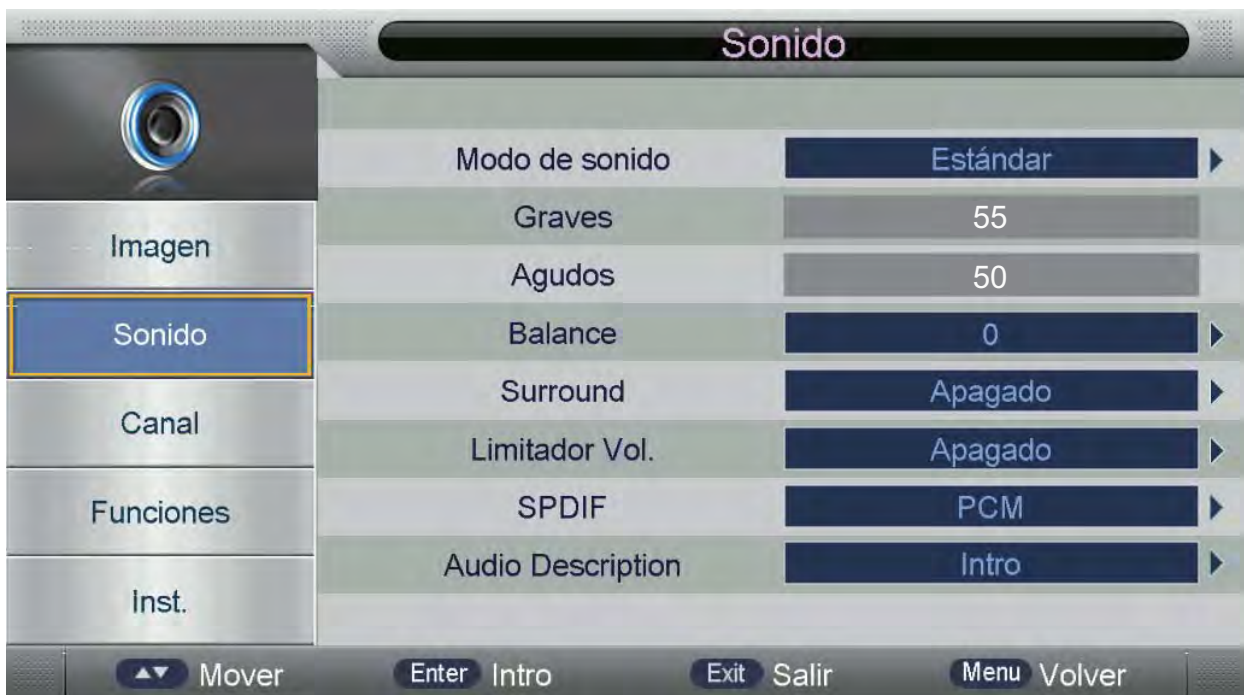 Sonido
Imagen
Sonido
Canal
Funciones
Inst.
Modo de sonido Estándar
Graves 55
Agudos 50
Balance 0
Surround Apagado
Limitador Vol. Apagado
SPDIF PCM
Audio Description Intro
Mover Enter Intro Exit Salir Menu Volver